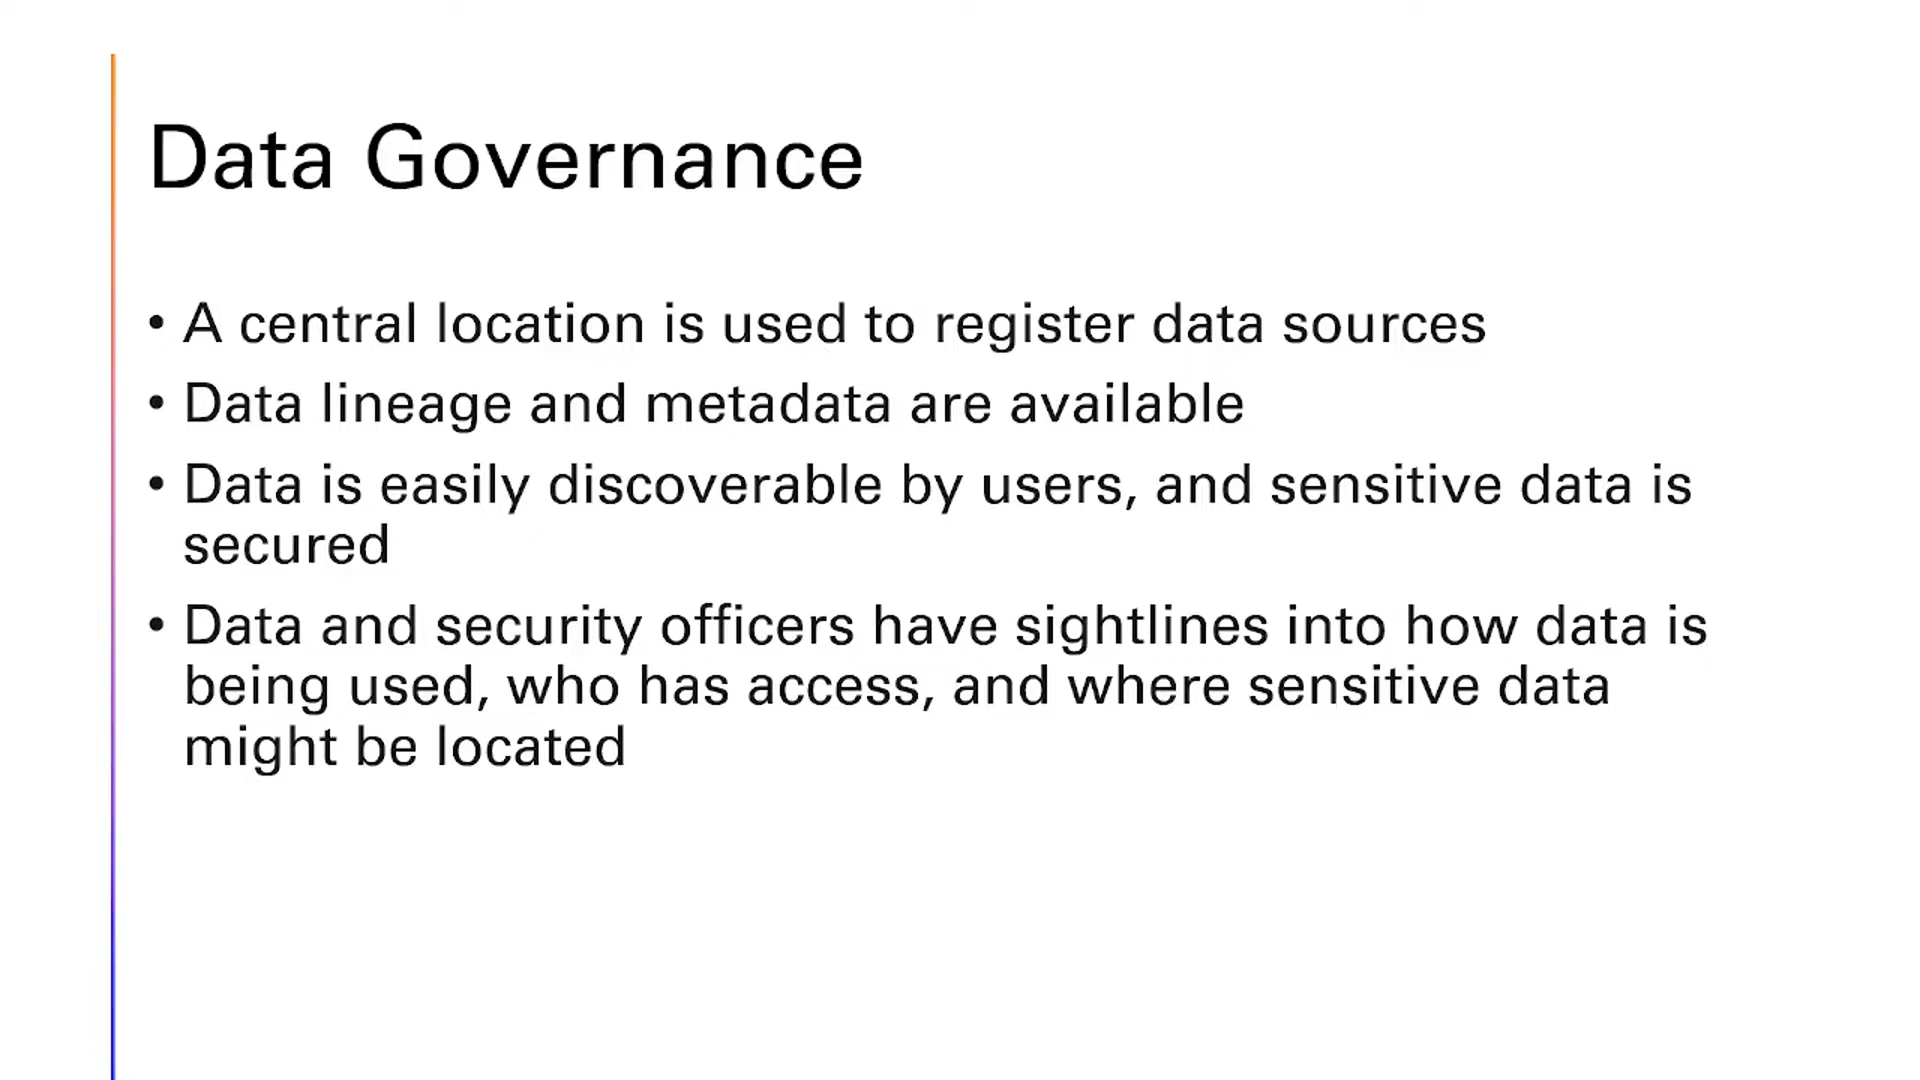 Data Governance
• A central location is used to register data sources
• Data lineage and metadata are available
• Data is easily discoverable by users, and sensitive data is
secured
• Data and security officers have sightlines into how data is
being used, who has access, and where sensitive data
might be located